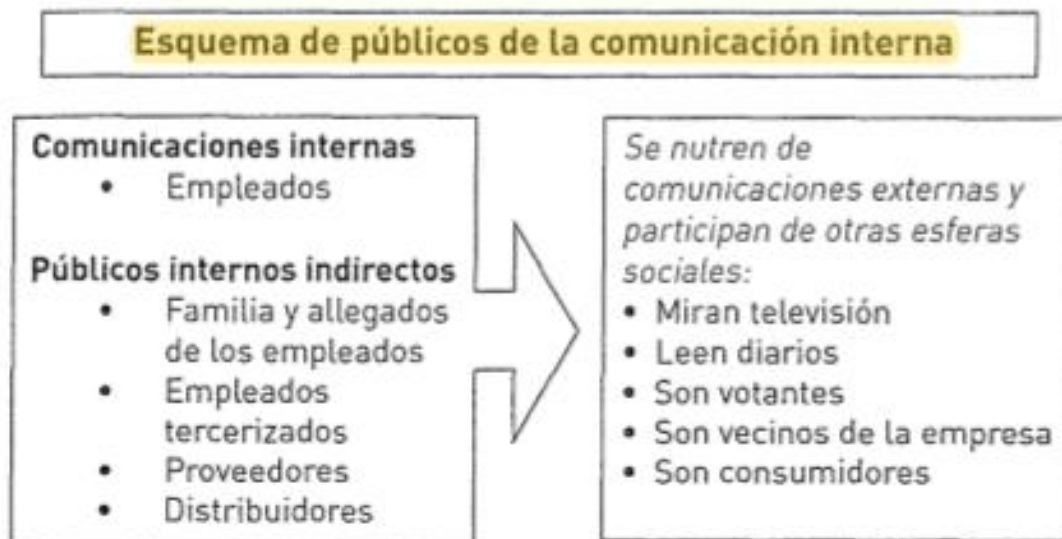 Esquema de públicos de la comunicación interna
Comunicaciones internas
• Empleados
Públicos internos indirectos
• Familia y allegados
de los empleados
• Empleados
tercerizados
• Proveedores
• Distribuidores
Se nutren de
comunicaciones externas y
participan de otras esferas
sociales:
• Miran televisión
• Leen diarios
• Son votantes
• Son vecinos de la empresa
• Son consumidores